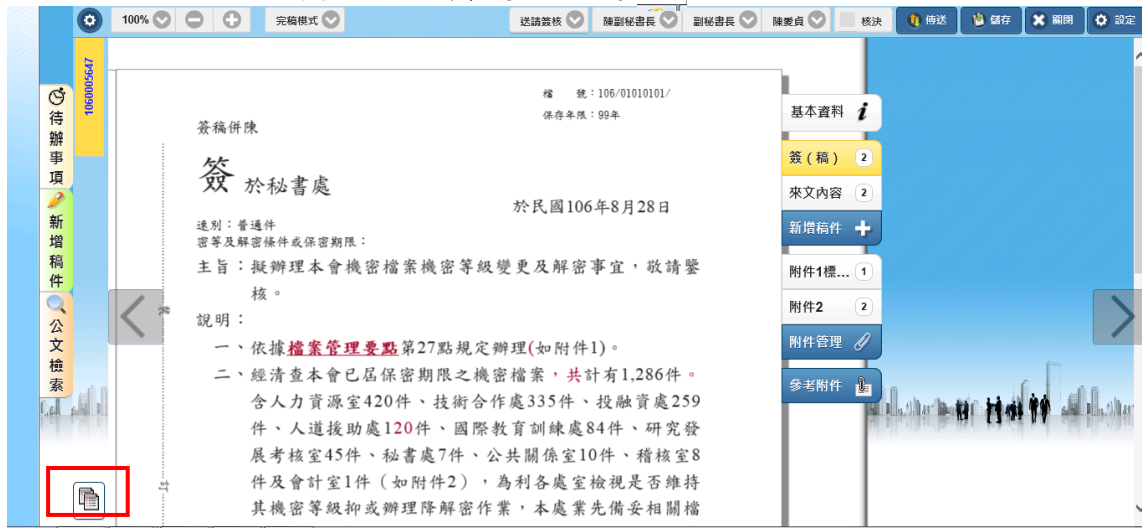 100%
完稿模式
送請簽核
陳副秘書長
副秘書長
陳愛貞
核決
傳送
儲存
關閉
設定
1060005647
待辦事項
新增稿件
公文檢索
檔　號：106/01010101/
保存年限：99年
簽稿併陳
簽 於秘書處
於民國106年8月28日
速別：普通件
密等及解密條件或保密期限：
主旨：擬辦理本會機密檔案機密等級變更及解密事宜，敬請鑒
核。
說明：
一、依據檔案管理要點第27點規定辦理(如附件1)。
二、經清查本會已屆保密期限之機密檔案，共計有1,286件。
含人力資源室420件、技術合作處335件、投融資處259
件、人道援助處120件、國際教育訓練處84件、研究發
展考核室45件、秘書處7件、公共關係室10件、稽核室8
件及會計室1件（如附件2），為利各處室檢視是否維持
其機密等級抑或辦理降解密作業，本處業先備妥相關檔
裝
訂
基本資料
簽(稿) 2
來文內容 2
新增稿件
附件1標... 1
附件2 2
附件管理
參考附件